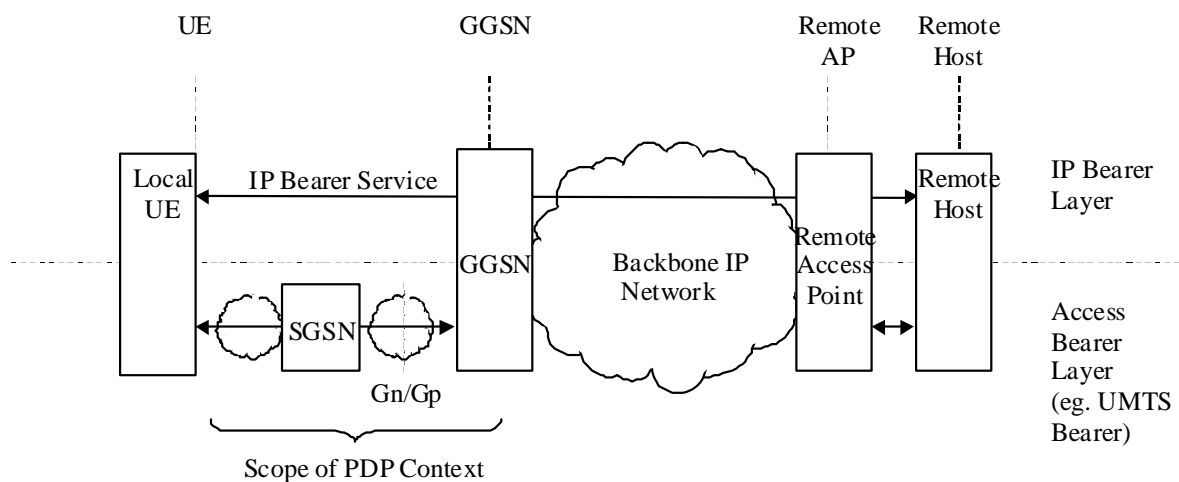 UE
GGSN
Remote
AP
Remote
Host
Local
UE
IP Bearer Service
Remote
Host
IP Bearer
Layer
GGSN
Backbone IP
Network
Remote
Access
Point
SGSN
Gn/Gp
Access
Bearer
Layer
(eg. UMTS
Bearer)
Scope of PDP Context